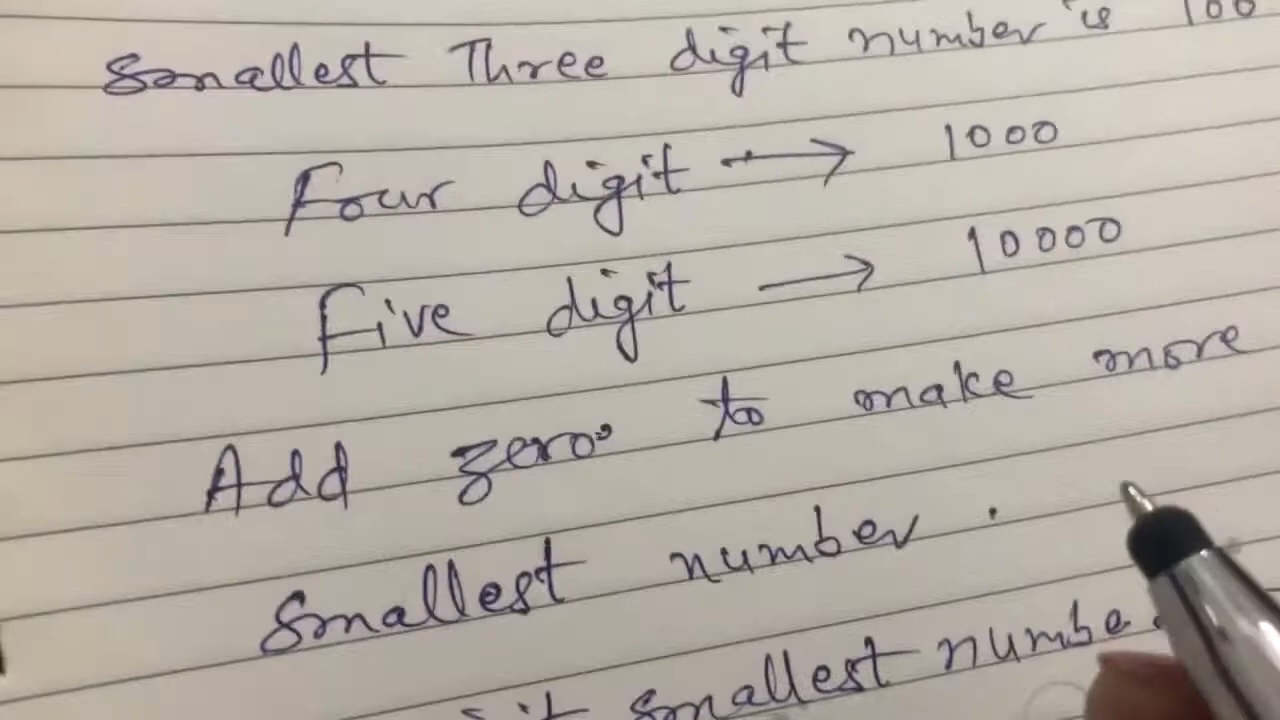 Smallest Three digit number is 100
Four digit → 1000
Five digit → 10000
Add zero to make more
Smallest number .
smallest number